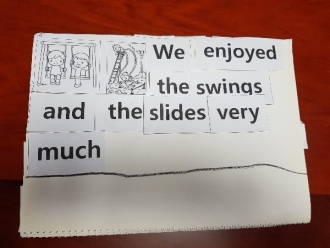 We enjoyed
the swings
and the slides very
much